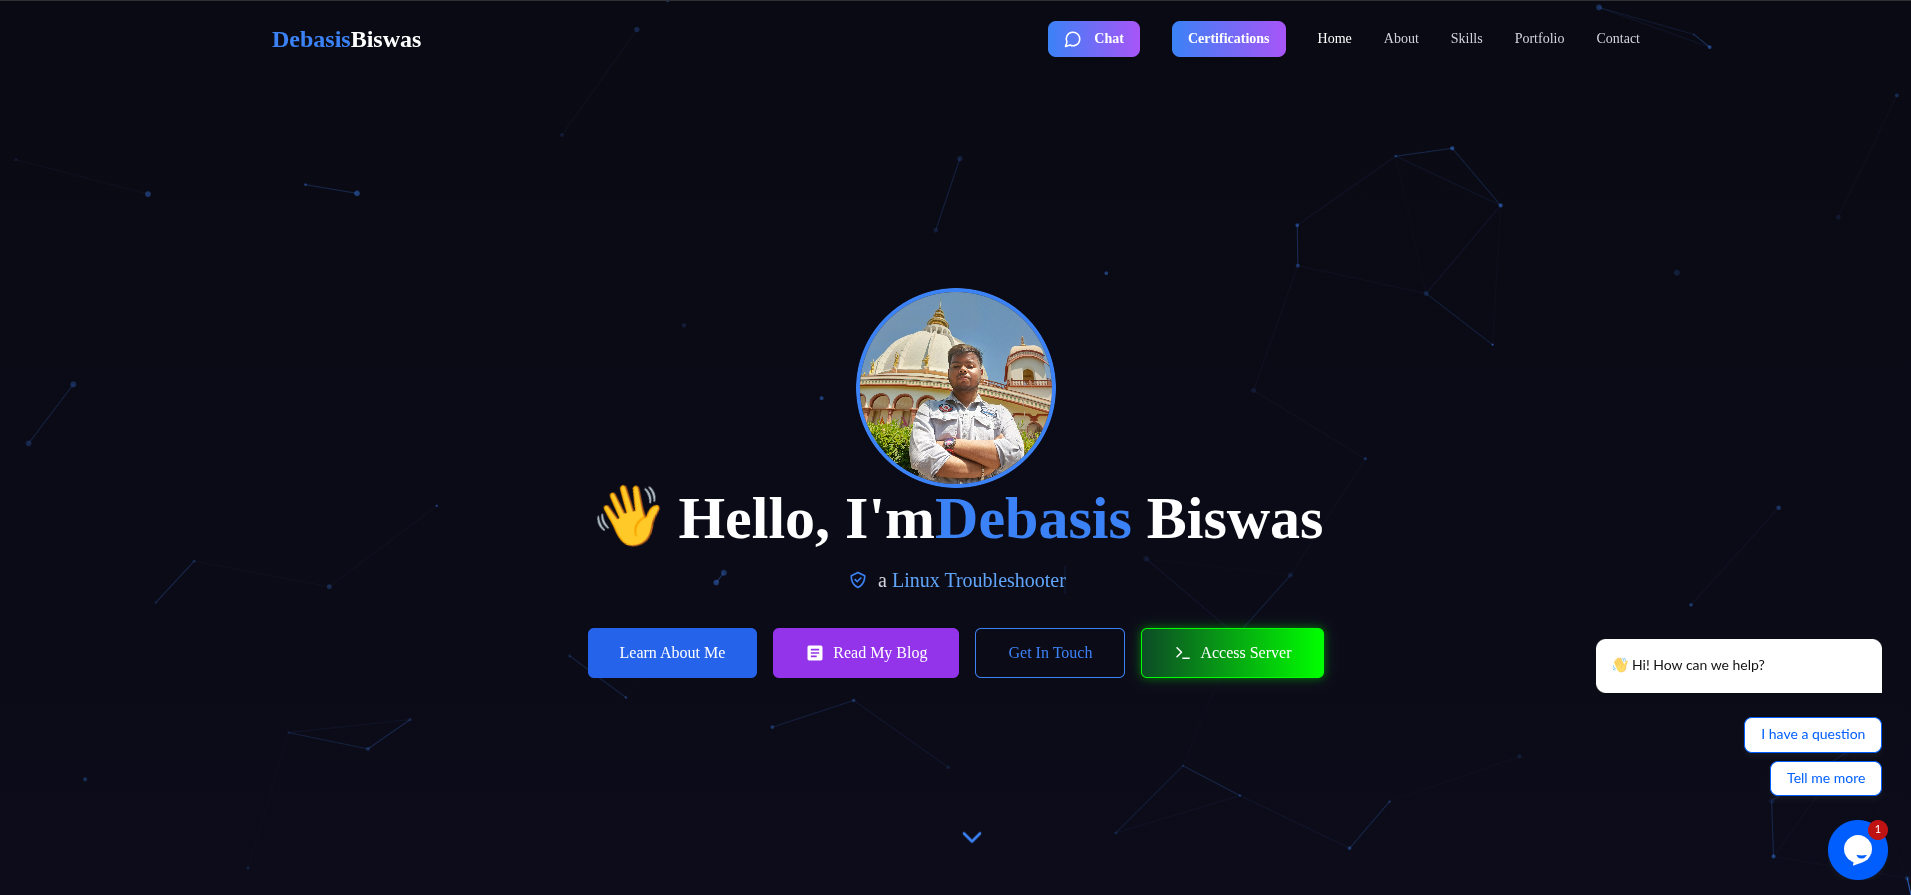 DebasisBiswas
Chat
Certifications
Home
About
Skills
Portfolio
Contact
👋 Hello, I'mDebasis Biswas
a Linux Troubleshooter
Learn About Me
Read My Blog
Get In Touch
Access Server
👋 Hi! How can we help?
I have a question
Tell me more
1